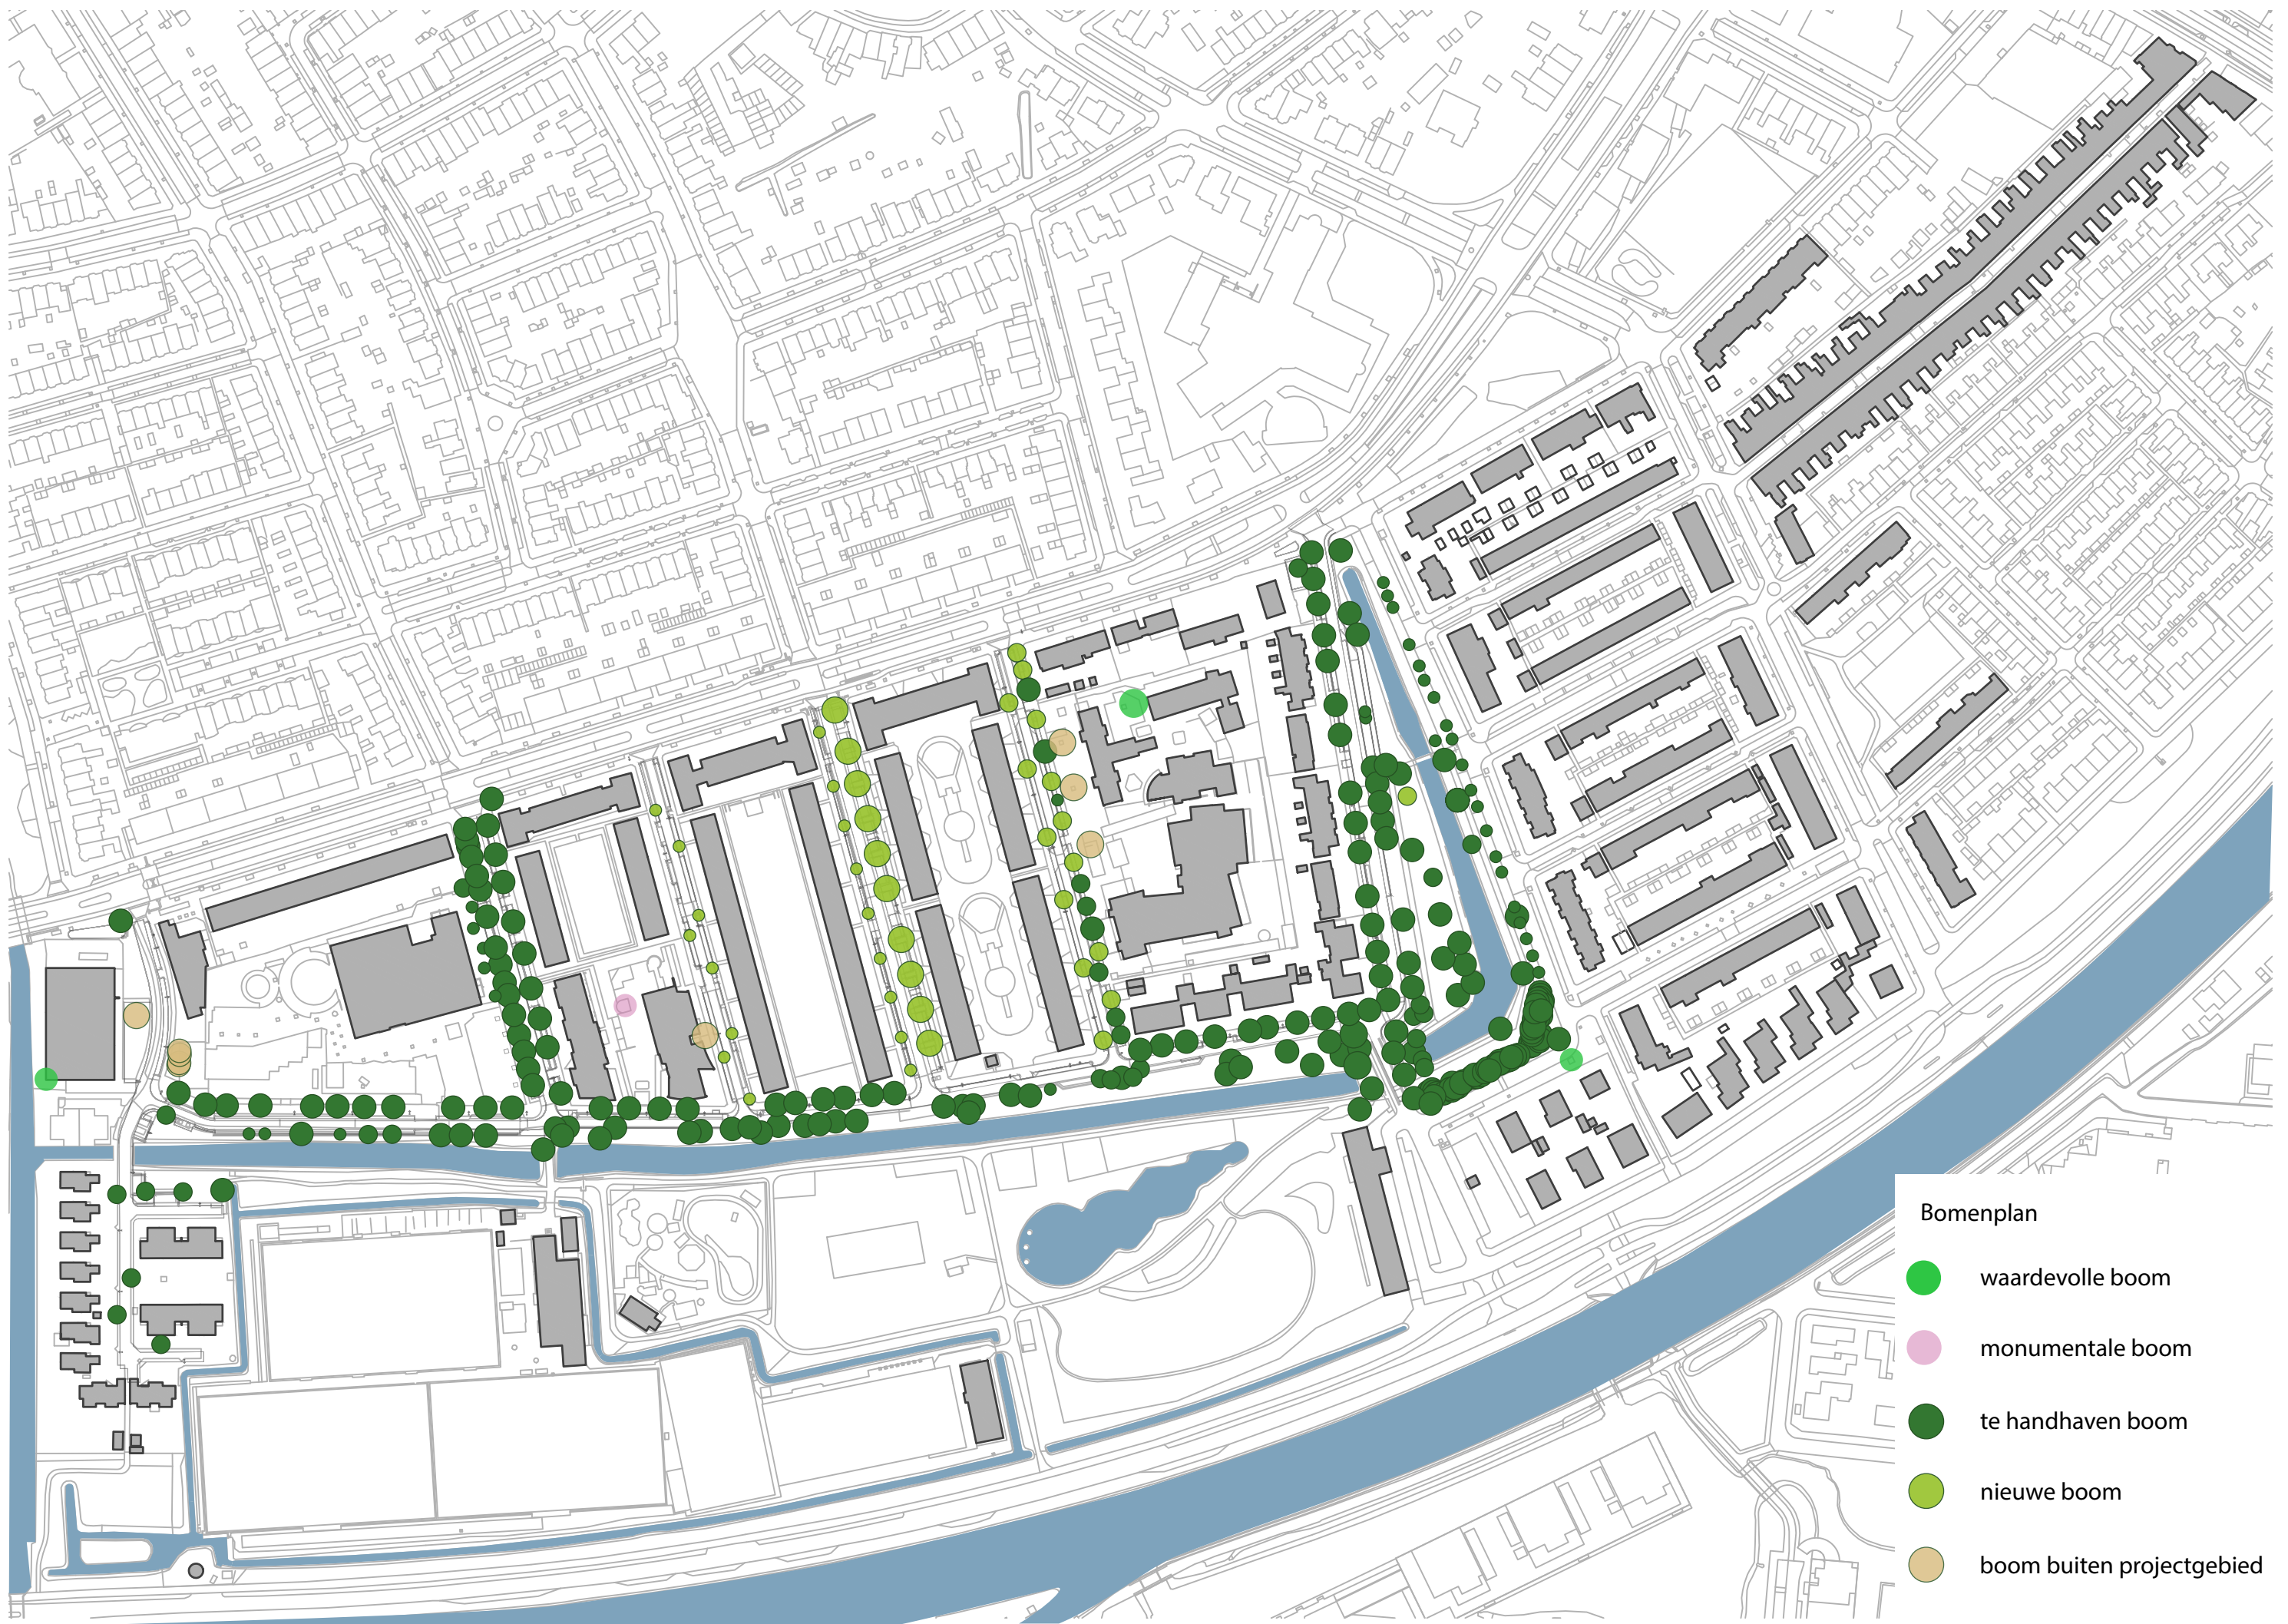 Bomenplan
waardevolle boom
monumentale boom
te handhaven boom
nieuwe boom
boom buiten projectgebied